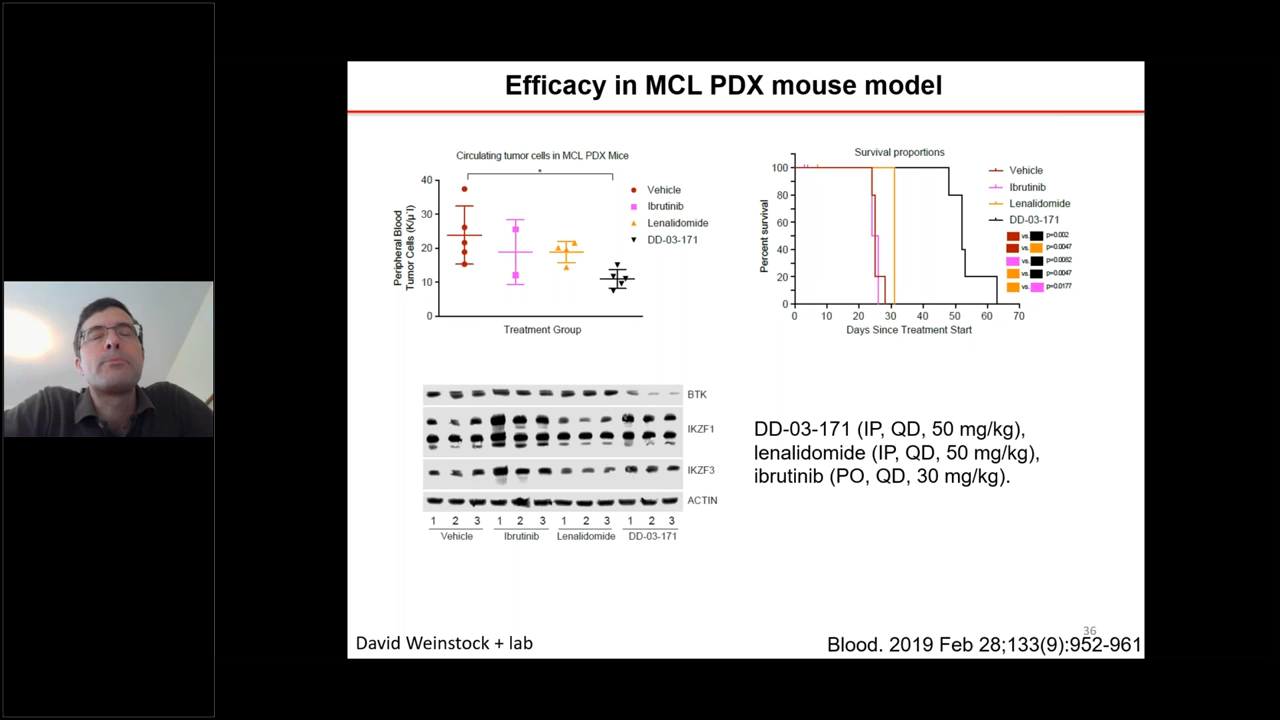 Efficacy in MCL PDX mouse model
Circulating tumor cells in MCL PDX Mice
*
40
30
20
10
0
Peripheral Blood
Tumor Cells (K/µl)
Treatment Group
Vehicle
Ibrutinib
Lenalidomide
DD-03-171
Survival proportions
100
80
60
40
20
0
Percent survival
0 10 20 30 40 50 60 70
Days Since Treatment Start
Vehicle
Ibrutinib
Lenalidomide
DD-03-171
vs. p=0.002
vs. p=0.0047
vs. p=0.0082
vs. p=0.0047
vs. p=0.0177
BTK
IKZF1
IKZF3
ACTIN
1 2 3 1 2 3 1 2 3 1 2 3
Vehicle Ibrutinib Lenalidomide DD-03-171
DD-03-171 (IP, QD, 50 mg/kg),
lenalidomide (IP, QD, 50 mg/kg),
ibrutinib (PO, QD, 30 mg/kg).
36
David Weinstock + lab
Blood. 2019 Feb 28;133(9):952-961